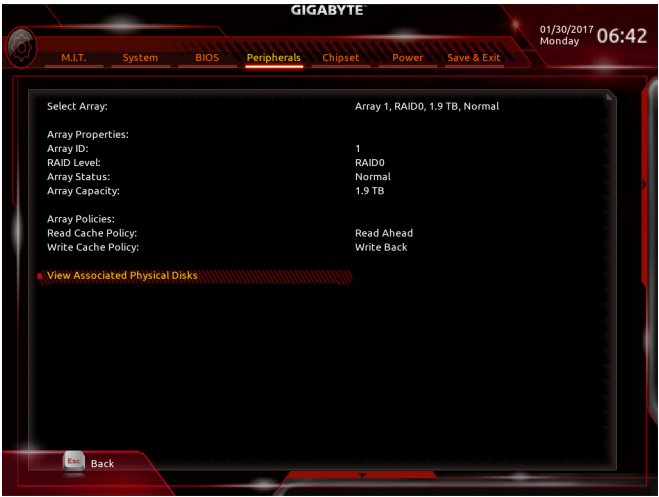 GIGABYTE
01/30/2017 06:42
Monday
M.I.T. System BIOS Peripherals Chipset Power Save & Exit
Select Array: Array 1, RAID0, 1.9 TB, Normal
Array Properties:
Array ID: 1
RAID Level: RAID0
Array Status: Normal
Array Capacity: 1.9 TB
Array Policies:
Read Cache Policy: Read Ahead
Write Cache Policy: Write Back
View Associated Physical Disks
Esc Back